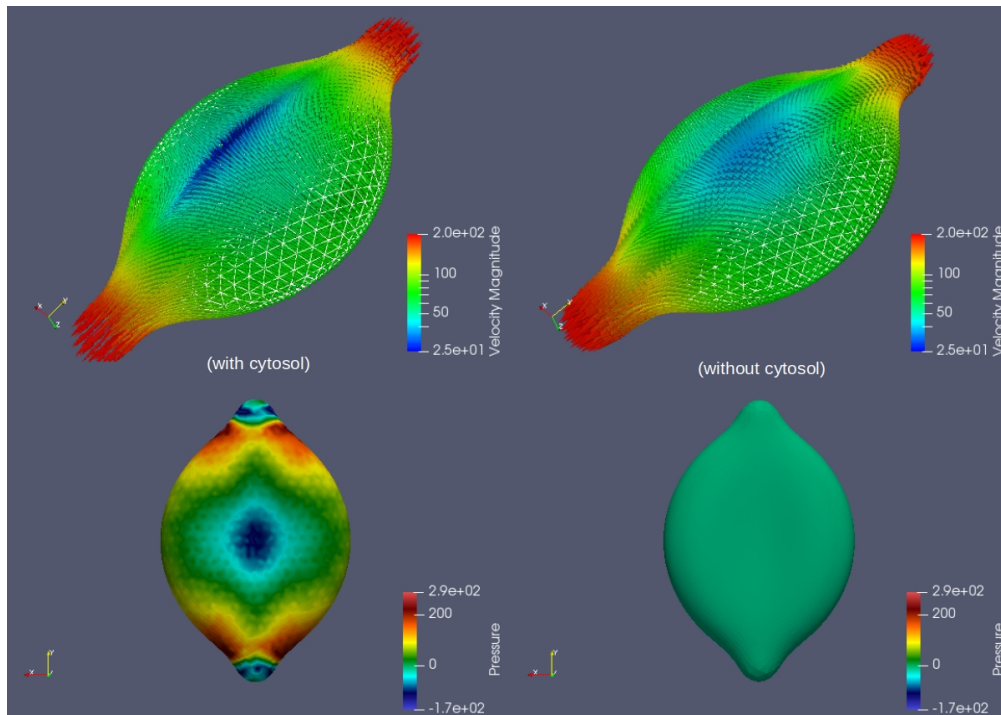 2.0e+02
100
50
2.5e+01
Velocity Magnitude
2.0e+02
100
50
2.5e+01
Velocity Magnitude
X Y Z
X Y Z
(with cytosol)
(without cytosol)
2.9e+02
200
0
-1.7e+02
Pressure
2.9e+02
200
0
-1.7e+02
Pressure
Y
X
Y
X